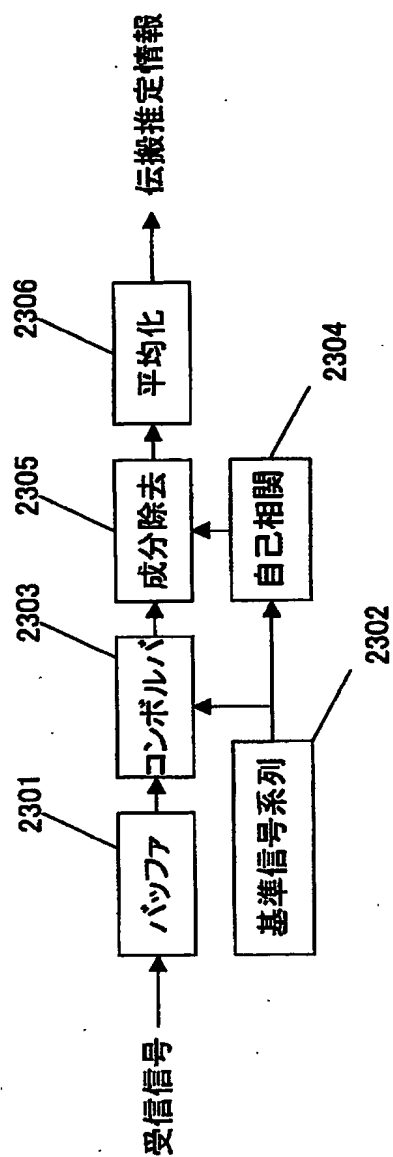 受信信号
バッファ
2301
コンボルバ
2303
成分除去
2305
平均化
2306
伝搬推定情報
基準信号系列
2302
自己相関
2304